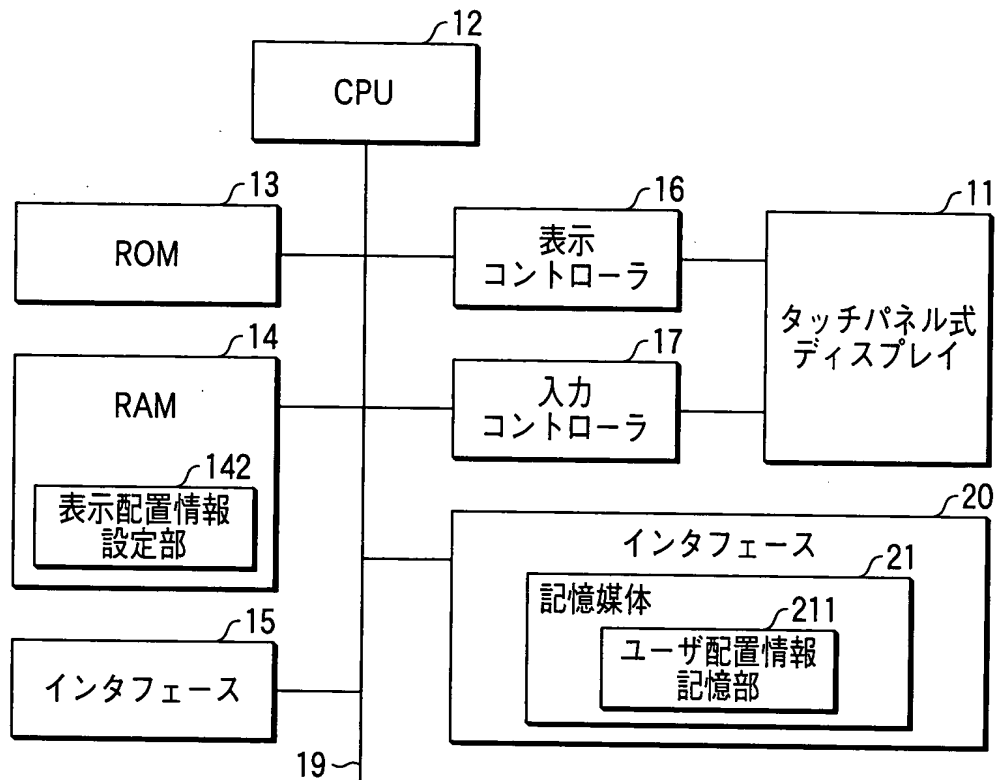 12
CPU
13
ROM
16
表示
コントローラ
11
タッチパネル式
ディスプレイ
14
RAM
142
表示配置情報
設定部
17
入力
コントローラ
20
インタフェース
21
記憶媒体
211
ユーザ配置情報
記憶部
15
インタフェース
19